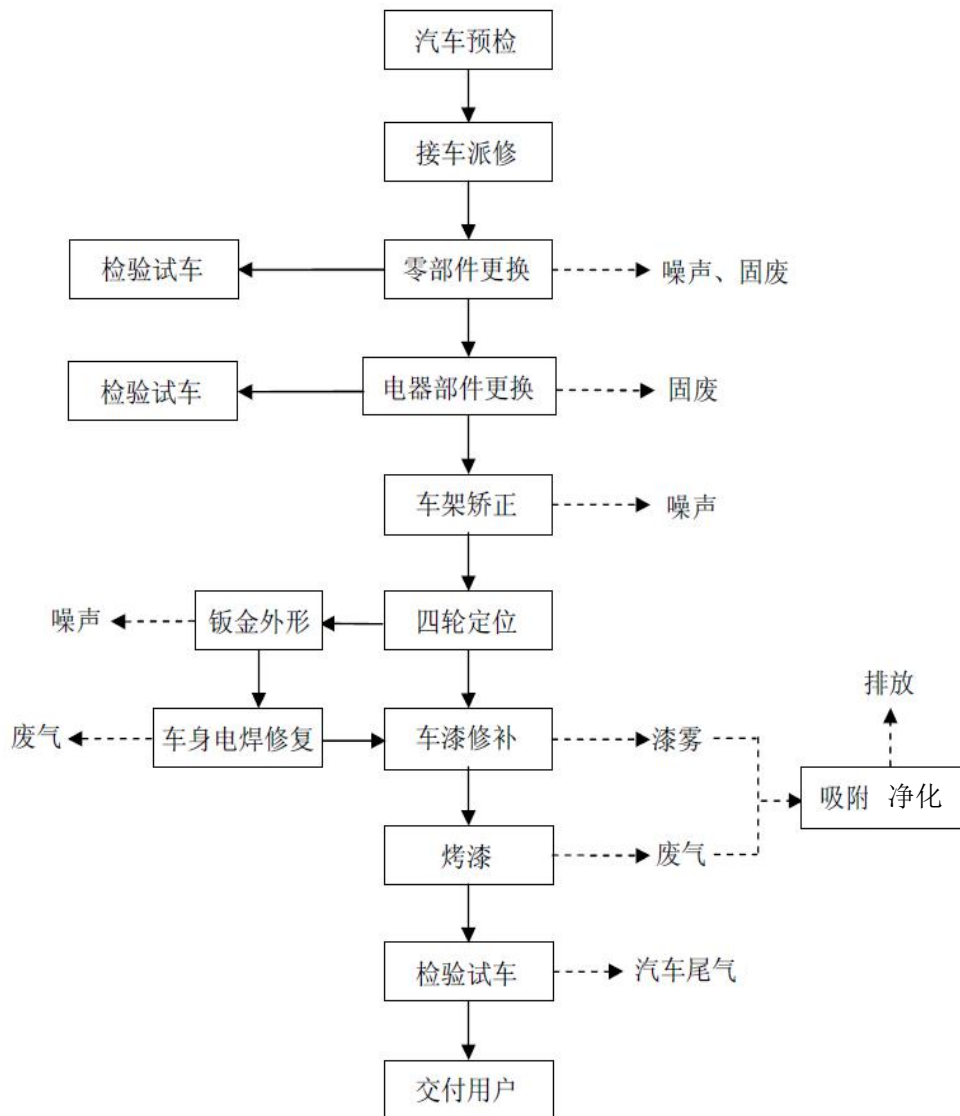 汽车预检
接车派修
检验试车
零部件更换
噪声、固废
检验试车
电器部件更换
固废
车架矫正
噪声
噪声
钣金外形
四轮定位
排放
废气
车身电焊修复
车漆修补
漆雾
吸附 净化
烤漆
废气
检验试车
汽车尾气
交付用户